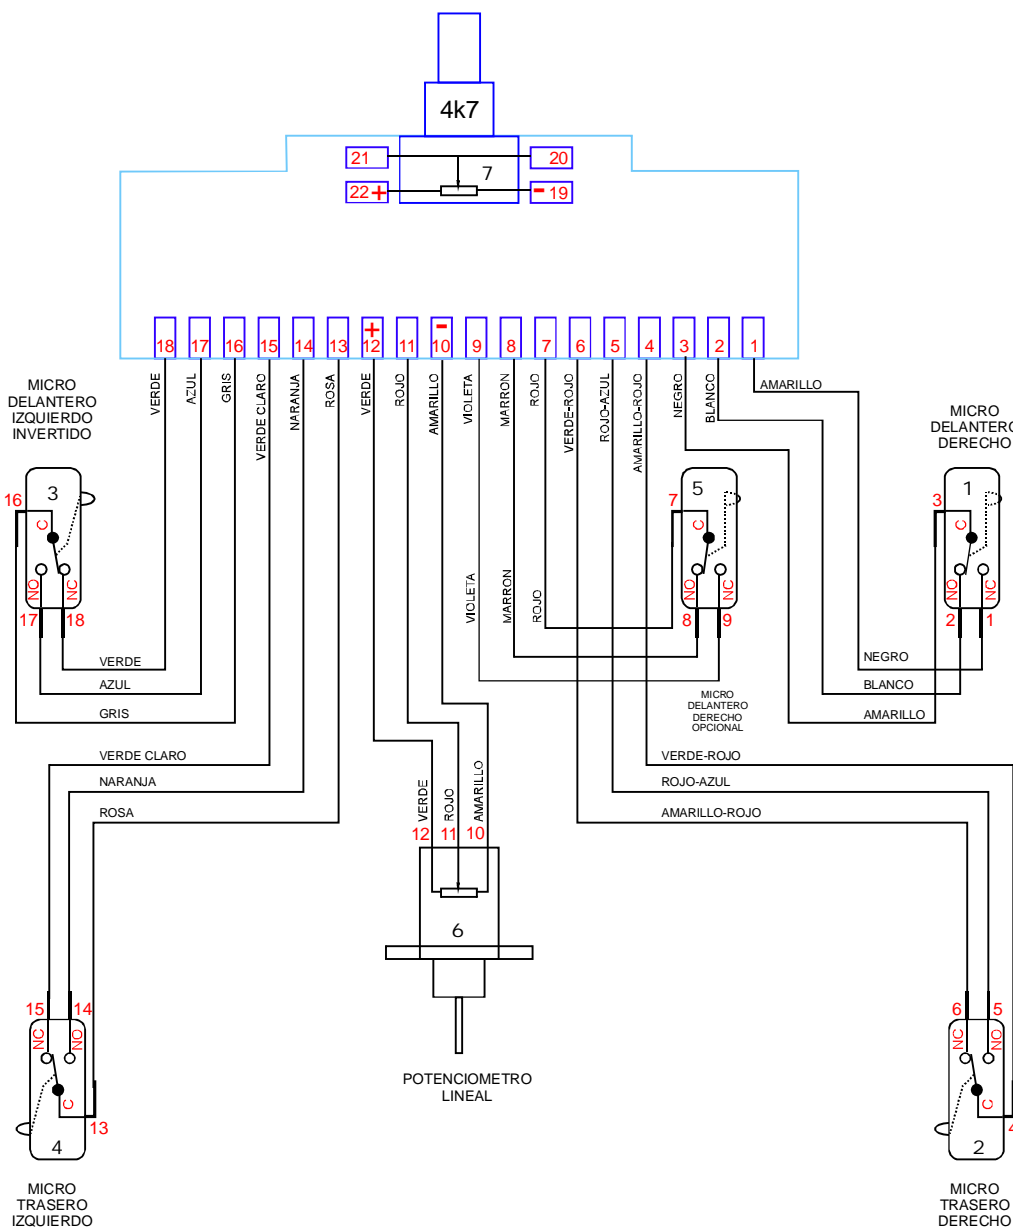 4k7
21
20
7
22 +
- 19
+
-
18
17
16
15
14
13
12
11
10
9
8
7
6
5
4
3
2
1
VERDE
AZUL
GRIS
VERDE CLARO
NARANJA
ROSA
VERDE
ROJO
AMARILLO
VIOLETA
MARRON
ROJO
VERDE-ROJO
ROJO-AZUL
AMARILLO-ROJO
NEGRO
BLANCO
AMARILLO
MICRO
DELANTERO
IZQUIERDO
INVERTIDO
3
16
C
NO
NC
17
18
VERDE
AZUL
GRIS
5
7
C
NO
NC
8
9
VIOLETA
MARRON
ROJO
MICRO
DELANTERO
DERECHO
OPCIONAL
MICRO
DELANTERO
DERECHO
1
3
C
NO
NC
2
1
NEGRO
BLANCO
AMARILLO
VERDE CLARO
NARANJA
ROSA
VERDE-ROJO
ROJO-AZUL
AMARILLO-ROJO
VERDE
ROJO
AMARILLO
12
11
10
6
POTENCIOMETRO
LINEAL
15
14
NC
NO
C
13
4
MICRO
TRASERO
IZQUIERDO
6
5
NC
NO
C
4
2
MICRO
TRASERO
DERECHO